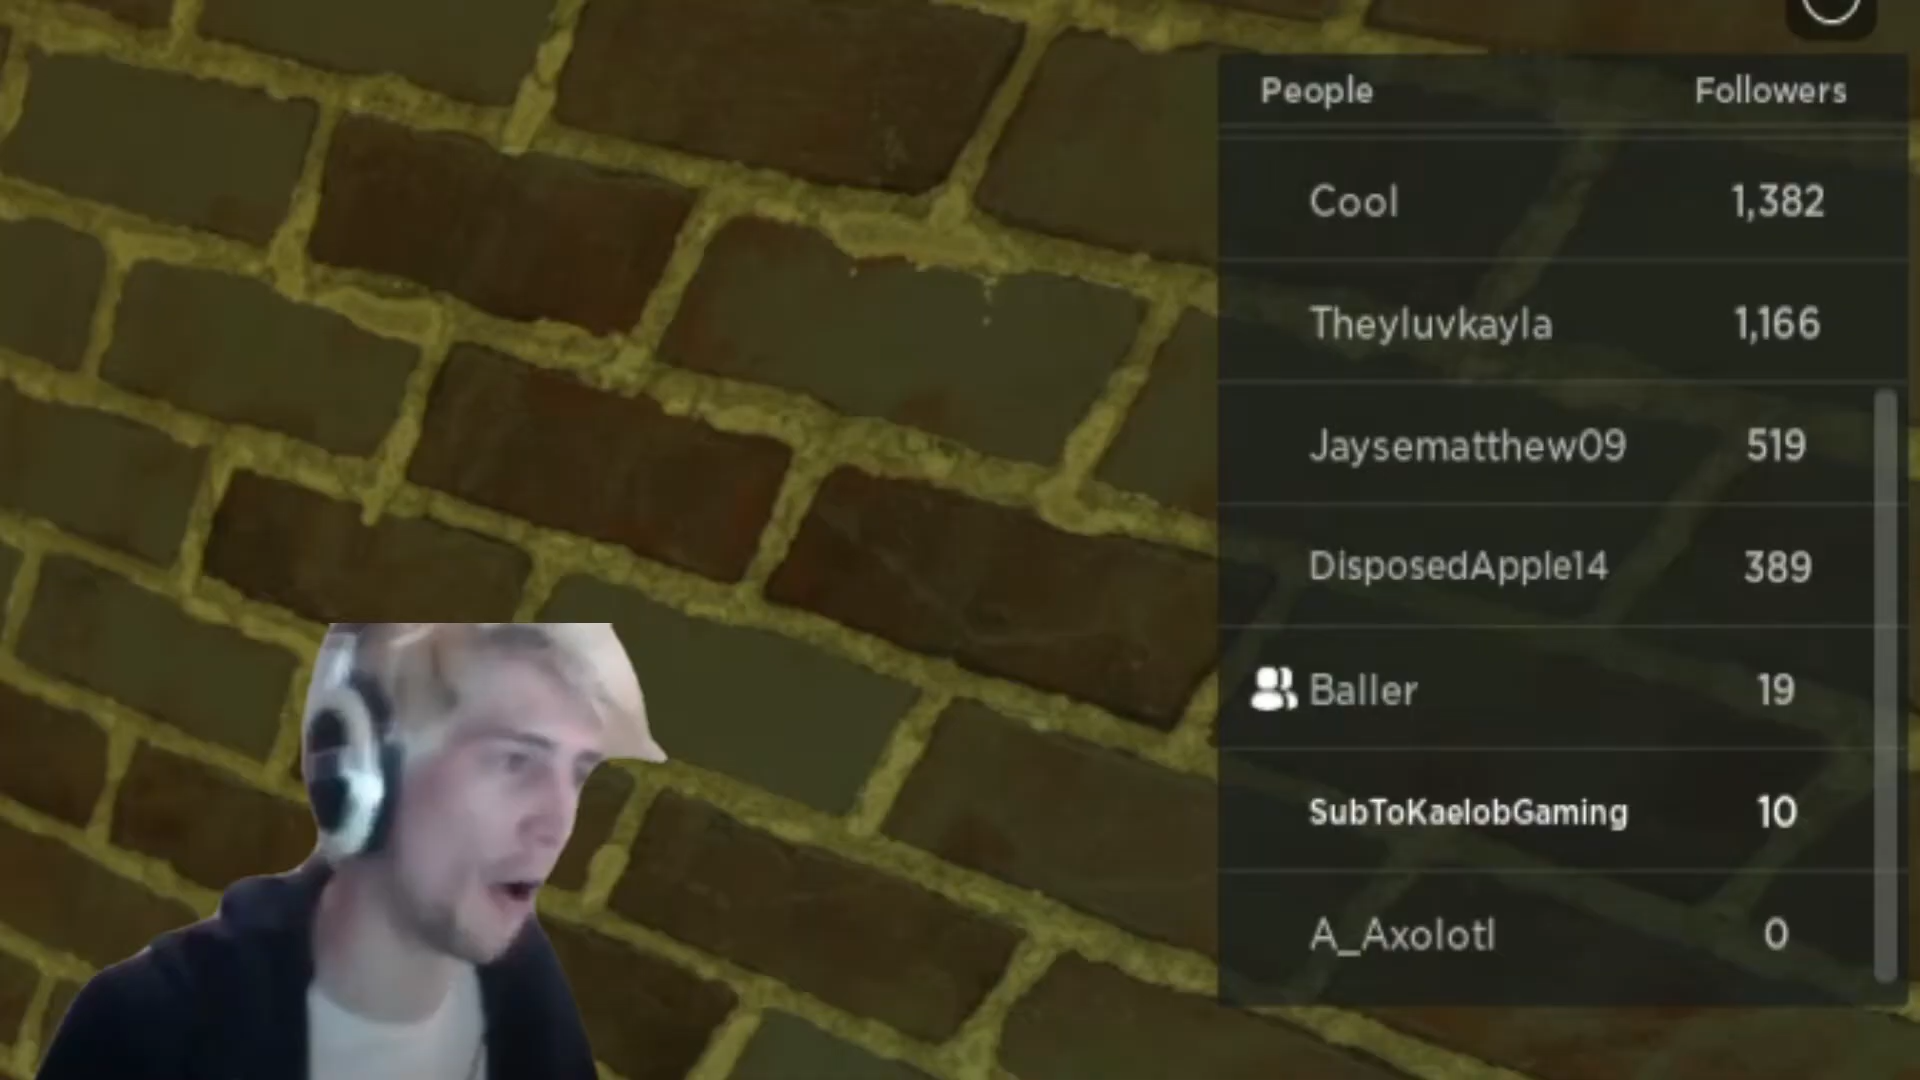 People Followers
Cool 1,382
Theyluvkayla 1,166
Jaysematthew09 519
DisposedApple14 389
Baller 19
SubToKaelobGaming 10
A_Axolotl 0